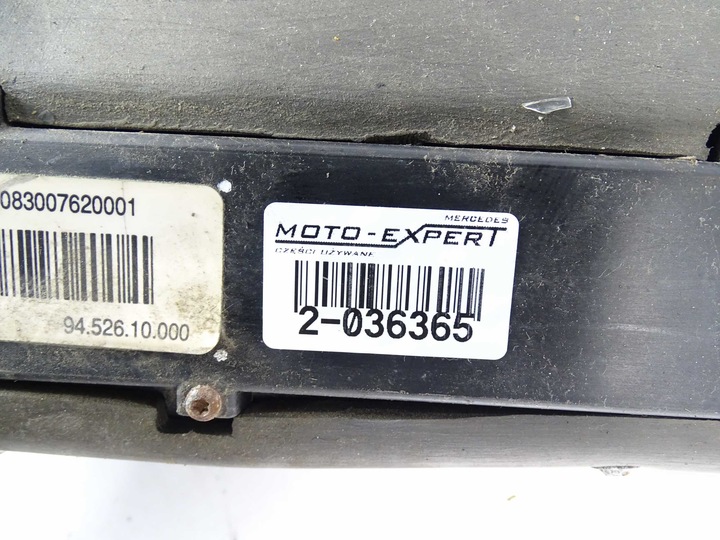 083007620001
94.526.10.000
MERCEDES
MOTO-EXPERT
CZĘŚCI UŻYWANE
2-036365